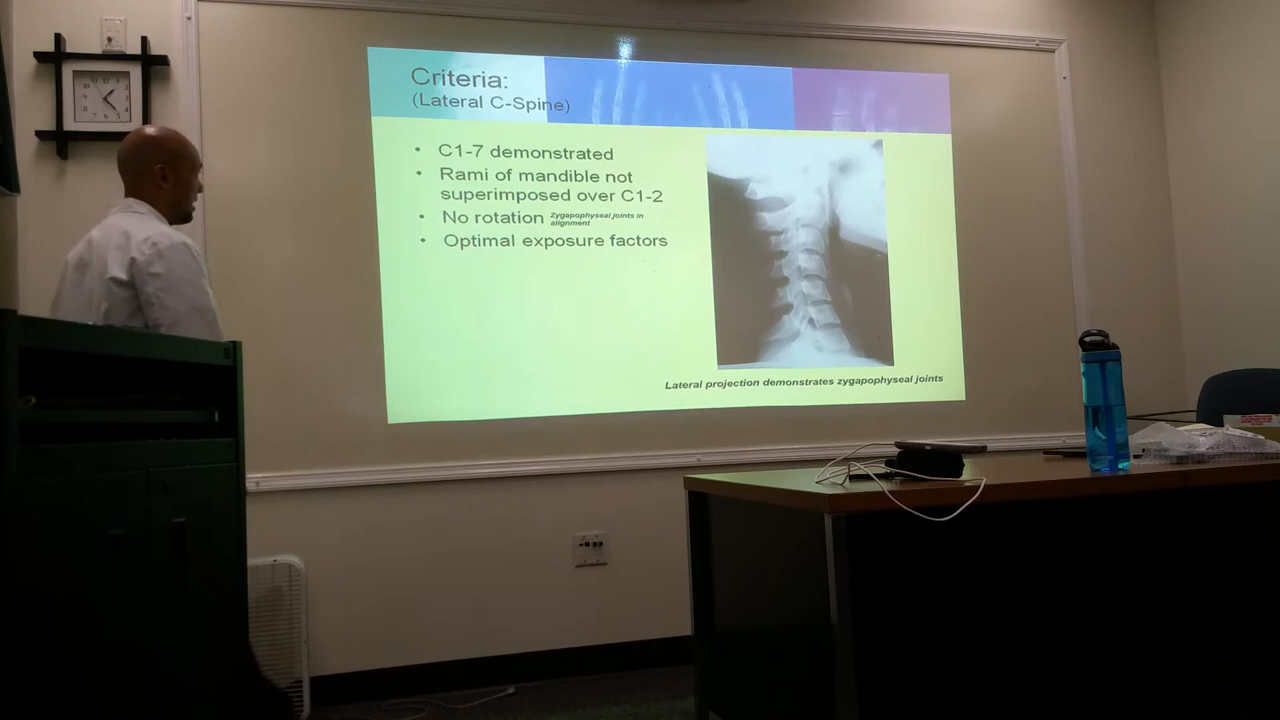 Criteria:
(Lateral C-Spine)
• C1-7 demonstrated
• Rami of mandible not
superimposed over C1-2
• No rotation Zygapophyseal joints in
alignment
• Optimal exposure factors
Lateral projection demonstrates zygapophyseal joints